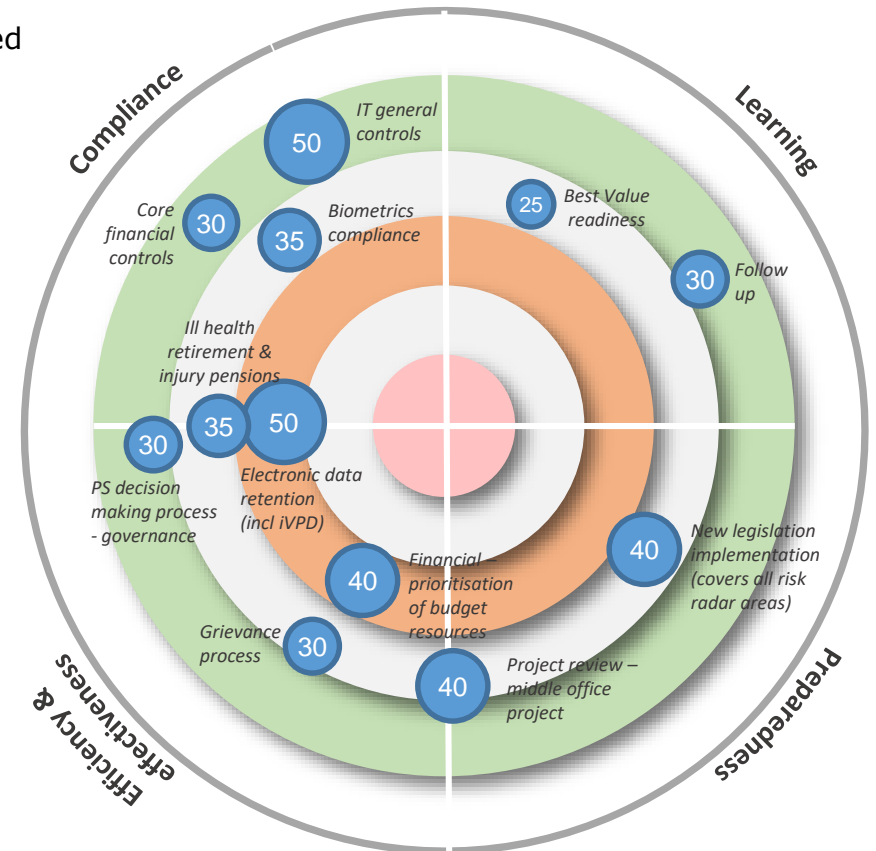 ed
Compliance
Learning
IT general
controls
50
Core
financial
controls
30
Biometrics
compliance
35
25
Best Value
readiness
30
Follow
up
Ill health
retirement &
injury pensions
35
50
30
PS decision
making process
- governance
Electronic data
retention
(incl iVPD)
40
Financial –
prioritisation
of budget
resources
40
New legislation
implementation
(covers all risk
radar areas)
Grievance
process
30
40
Project review –
middle office
project
Efficiency &
effectiveness
Preparedness